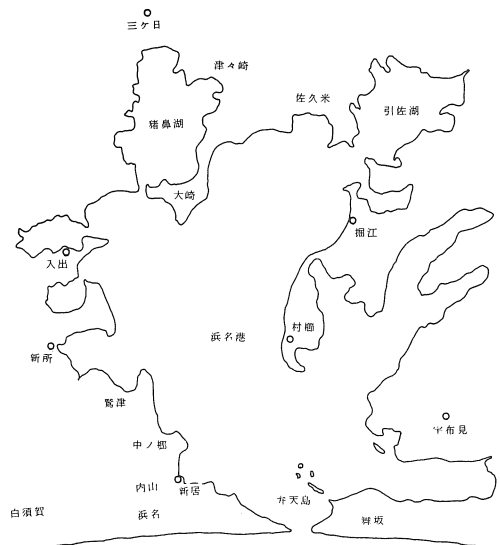 三ケ日
津々崎
佐久米
猪鼻湖
引佐湖
大崎
掘江
入出
村櫛
浜名港
新所
鷲津
宇布見
中ノ郷
内山
新居
弁天島
白須賀
浜名
舞坂